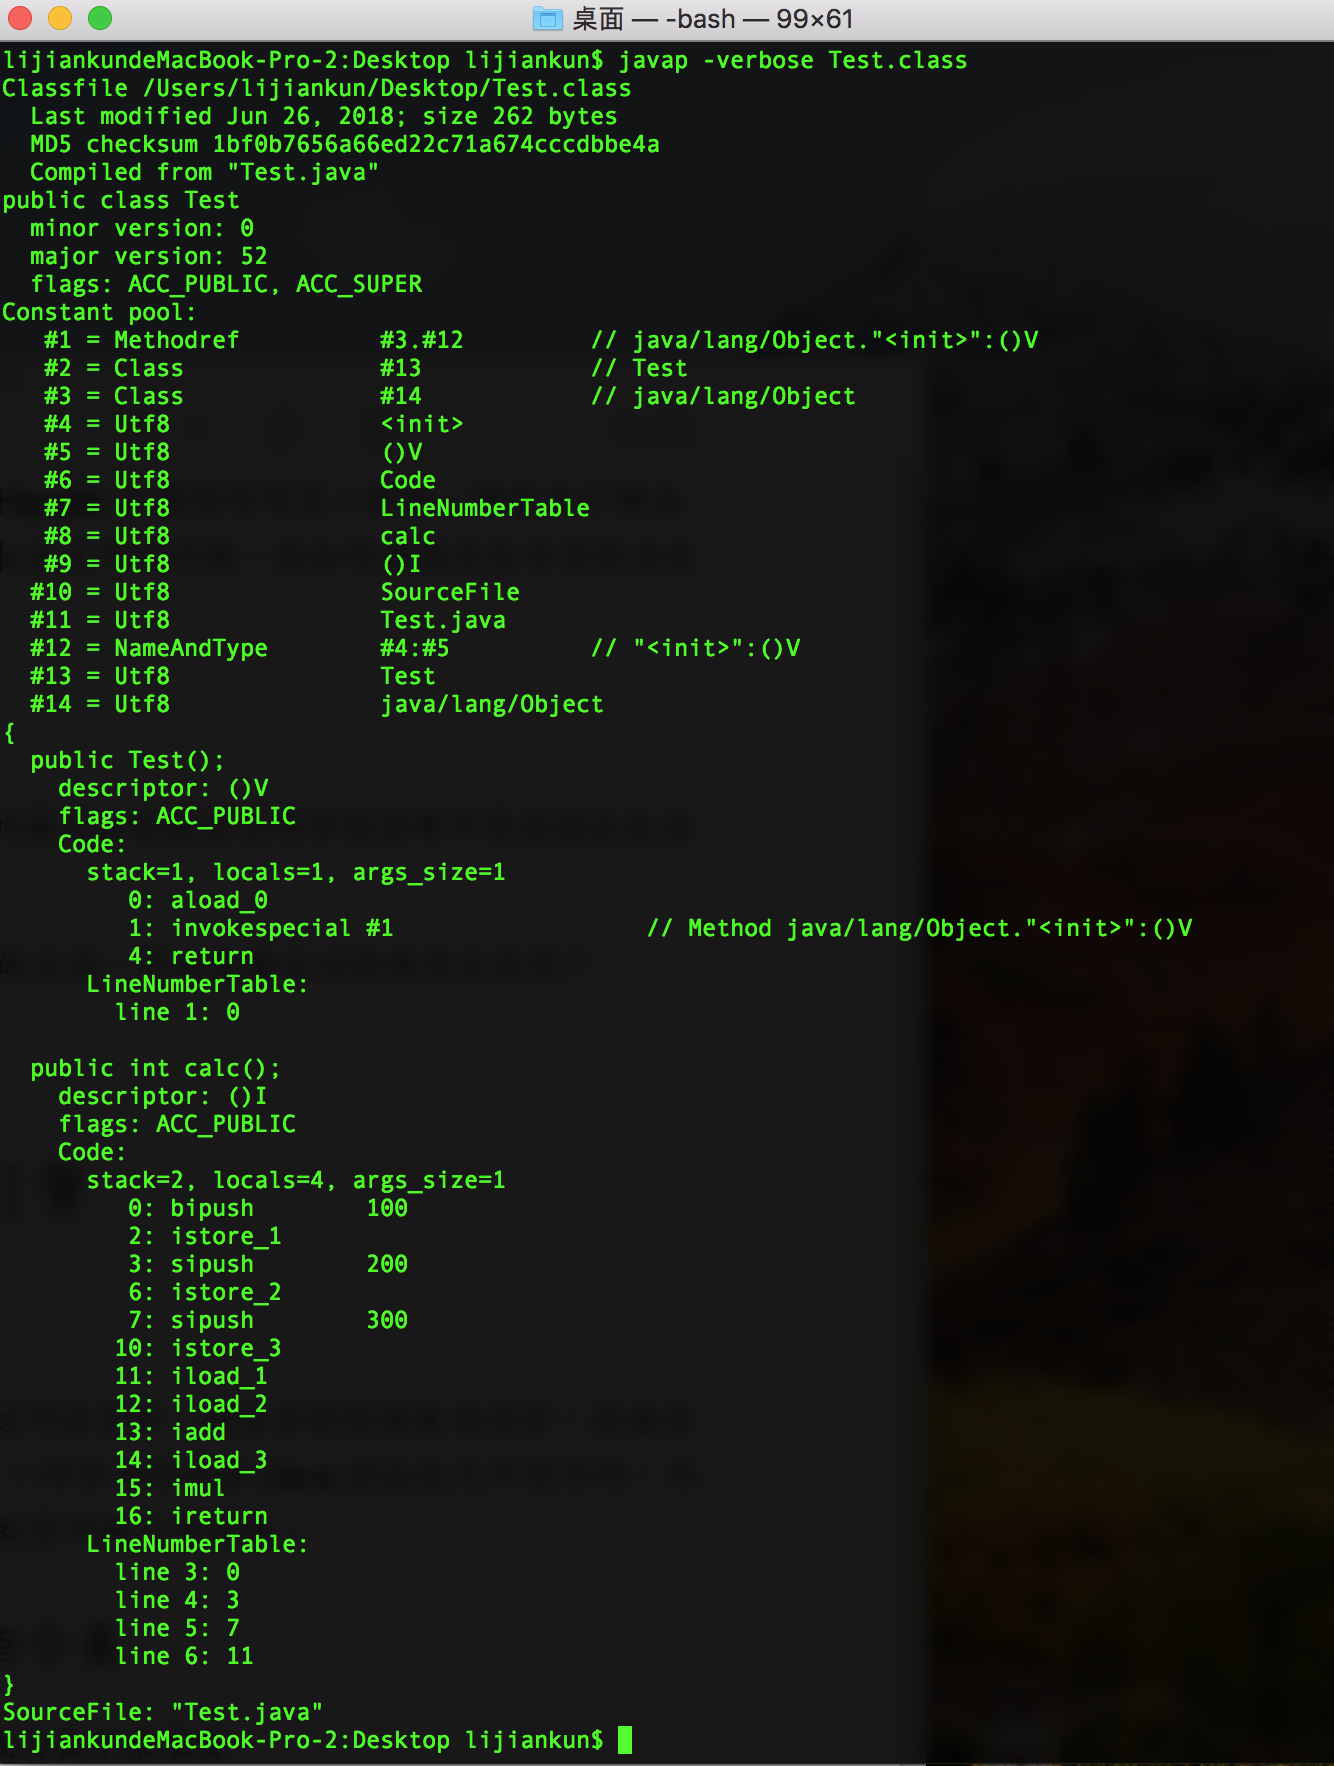 桌面 — -bash — 99×61
lijiankundeMacBook-Pro-2:Desktop lijiankun$ javap -verbose Test.class
Classfile /Users/lijiankun/Desktop/Test.class
  Last modified Jun 26, 2018; size 262 bytes
  MD5 checksum 1bf0b7656a66ed22c71a674cccdbbe4a
  Compiled from "Test.java"
public class Test
  minor version: 0
  major version: 52
  flags: ACC_PUBLIC, ACC_SUPER
Constant pool:
   #1 = Methodref          #3.#12         // java/lang/Object."<init>":()V
   #2 = Class              #13            // Test
   #3 = Class              #14            // java/lang/Object
   #4 = Utf8               <init>
   #5 = Utf8               ()V
   #6 = Utf8               Code
   #7 = Utf8               LineNumberTable
   #8 = Utf8               calc
   #9 = Utf8               ()I
  #10 = Utf8               SourceFile
  #11 = Utf8               Test.java
  #12 = NameAndType        #4:#5          // "<init>":()V
  #13 = Utf8               Test
  #14 = Utf8               java/lang/Object
{
  public Test();
    descriptor: ()V
    flags: ACC_PUBLIC
    Code:
      stack=1, locals=1, args_size=1
         0: aload_0
         1: invokespecial #1                  // Method java/lang/Object."<init>":()V
         4: return
      LineNumberTable:
        line 1: 0

  public int calc();
    descriptor: ()I
    flags: ACC_PUBLIC
    Code:
      stack=2, locals=4, args_size=1
         0: bipush        100
         2: istore_1
         3: sipush        200
         6: istore_2
         7: sipush        300
        10: istore_3
        11: iload_1
        12: iload_2
        13: iadd
        14: iload_3
        15: imul
        16: ireturn
      LineNumberTable:
        line 3: 0
        line 4: 3
        line 5: 7
        line 6: 11
}
SourceFile: "Test.java"
lijiankundeMacBook-Pro-2:Desktop lijiankun$